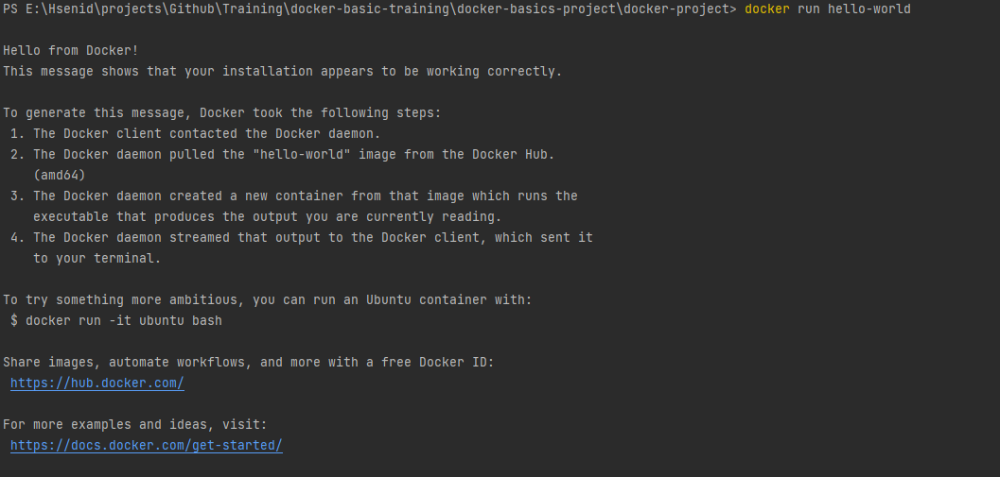 PS E:\Hsenid\projects\Github\Training\docker-basic-training\docker-basics-project\docker-project> docker run hello-world
Hello from Docker!
This message shows that your installation appears to be working correctly.
To generate this message, Docker took the following steps:
1. The Docker client contacted the Docker daemon.
2. The Docker daemon pulled the "hello-world" image from the Docker Hub.
(amd64)
3. The Docker daemon created a new container from that image which runs the
executable that produces the output you are currently reading.
4. The Docker daemon streamed that output to the Docker client, which sent it
to your terminal.
To try something more ambitious, you can run an Ubuntu container with:
$ docker run -it ubuntu bash
Share images, automate workflows, and more with a free Docker ID:
https://hub.docker.com/
For more examples and ideas, visit:
https://docs.docker.com/get-started/